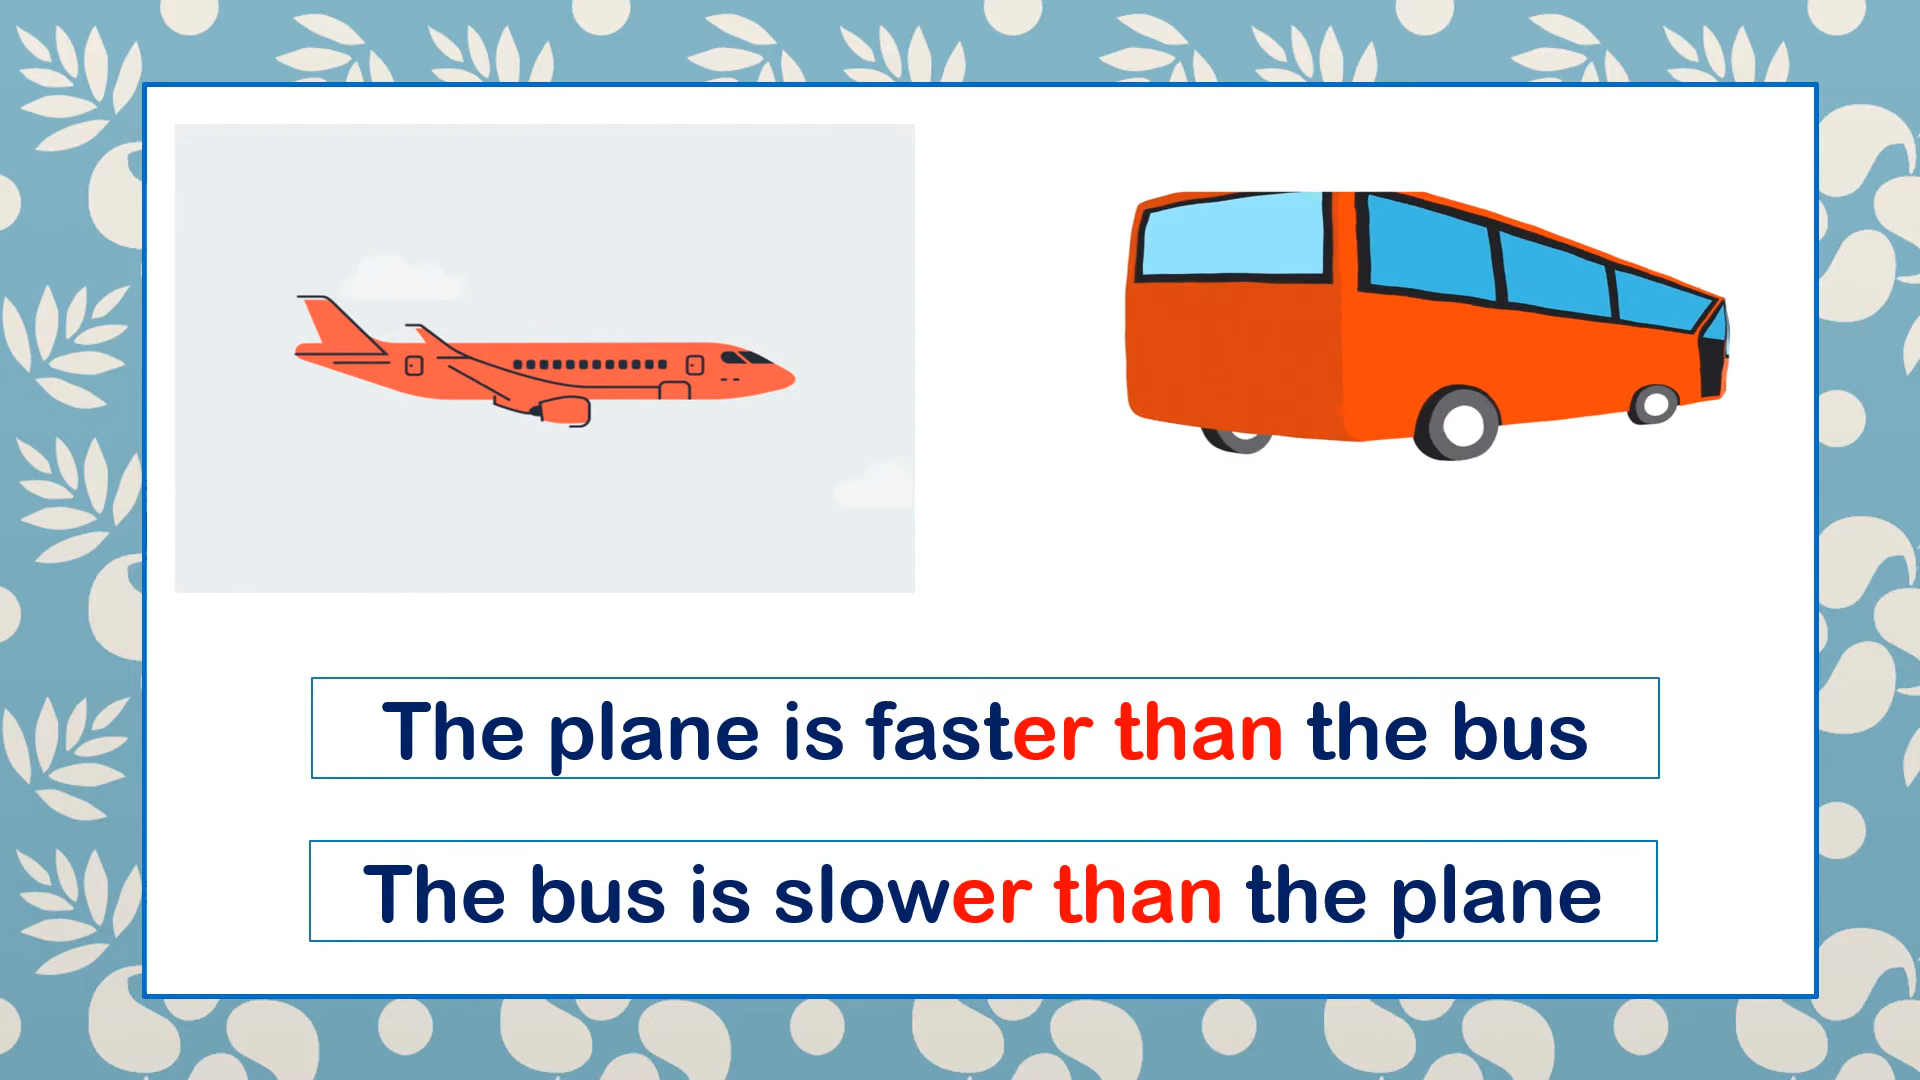 The plane is faster than the bus
The bus is slower than the plane